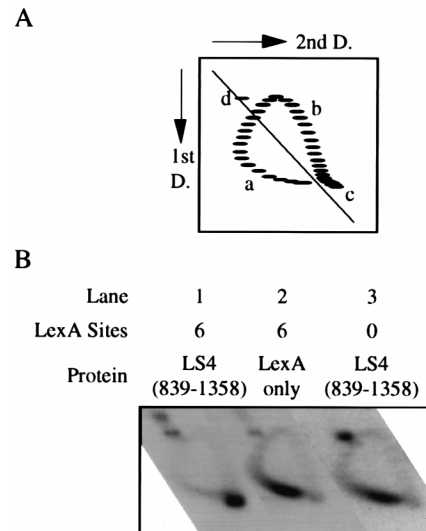 A
2nd D.
d
b
1st
D.
a
c
B
Lane 1 2 3
LexA Sites 6 6 0
Protein LS4 (839-1358) LexA only LS4 (839-1358)